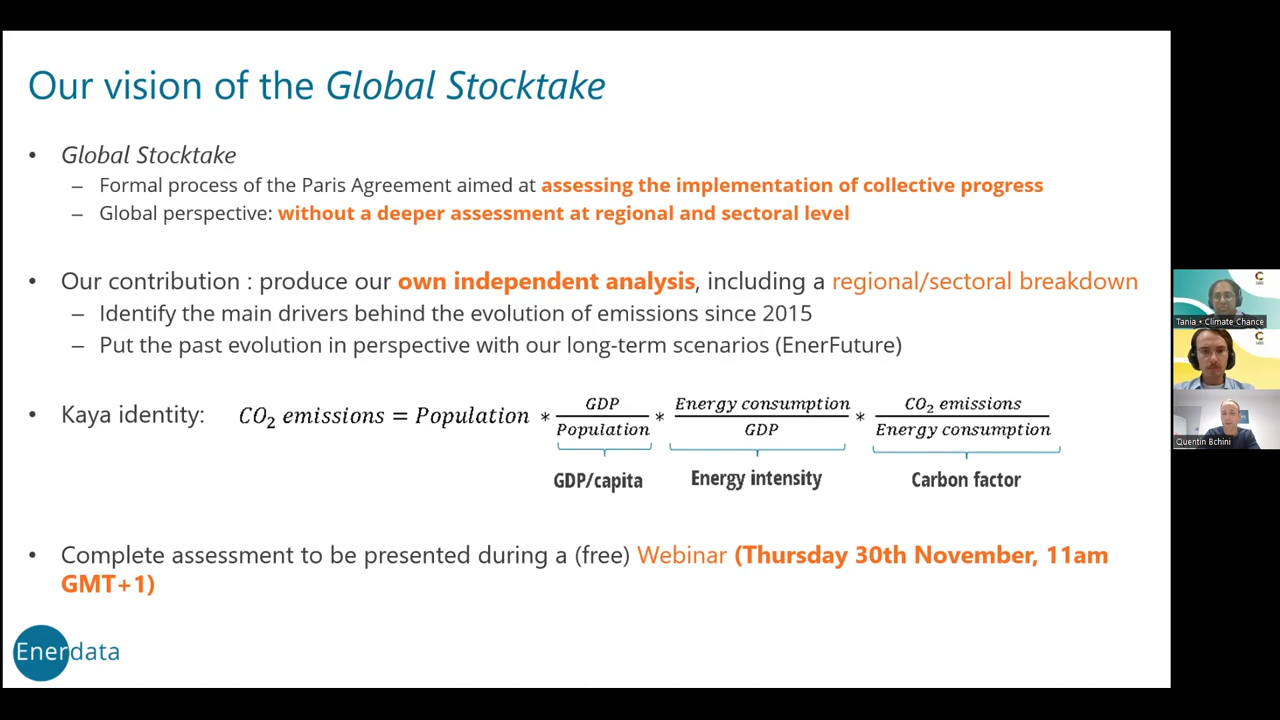 Our vision of the Global Stocktake
• Global Stocktake
– Formal process of the Paris Agreement aimed at assessing the implementation of collective progress
– Global perspective: without a deeper assessment at regional and sectoral level
• Our contribution : produce our own independent analysis, including a regional/sectoral breakdown
– Identify the main drivers behind the evolution of emissions since 2015
– Put the past evolution in perspective with our long-term scenarios (EnerFuture)
• Kaya identity: CO₂ emissions = Population * GDP/Population * Energy consumption/GDP * CO₂ emissions/Energy consumption
GDP/capita Energy intensity Carbon factor
• Complete assessment to be presented during a (free) Webinar (Thursday 30th November, 11am
GMT+1)
Enerdata
Tania • Climate Chance
Quentin Bchini